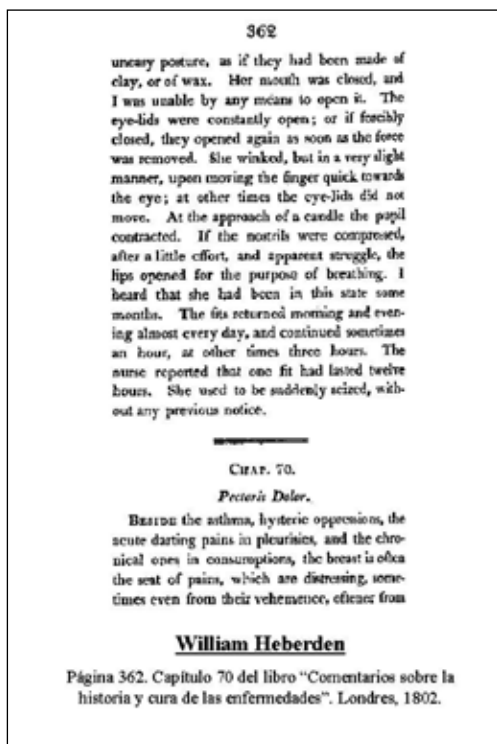 362
uneasy posture, as if they had been made of
clay, or of wax. Her mouth was closed, and
I was unable by any means to open it. The
eye-lids were constantly open; or if forcibly
closed, they opened again as soon as the force
was removed. She winked, but in a very slight
manner, upon moving the finger quick towards
the eye; at other times the eye-lids did not
move. At the approach of a candle the pupil
contracted. If the nostrils were compressed,
after a little effort, and apparent struggle, the
lips opened for the purpose of breathing. I
heard that she had been in this state some
months. The fits returned morning and even-
ing almost every day, and continued sometimes
an hour, at other times three hours. The
nurse reported that one fit had lasted twelve
hours. She used to be suddenly seized, with-
out any previous notice.
CHAP. 70.
Pectoris Dolor.
BESIDE the asthma, hysteric oppressions, the
acute darting pains in pleurisies, and the chro-
nical ones in consumptions, the breast is often
the seat of pains, which are distressing, some-
times even from their vehemence, oftener from
William Heberden
Página 362. Capítulo 70 del libro “Comentarios sobre la
historia y cura de las enfermedades”. Londres, 1802.